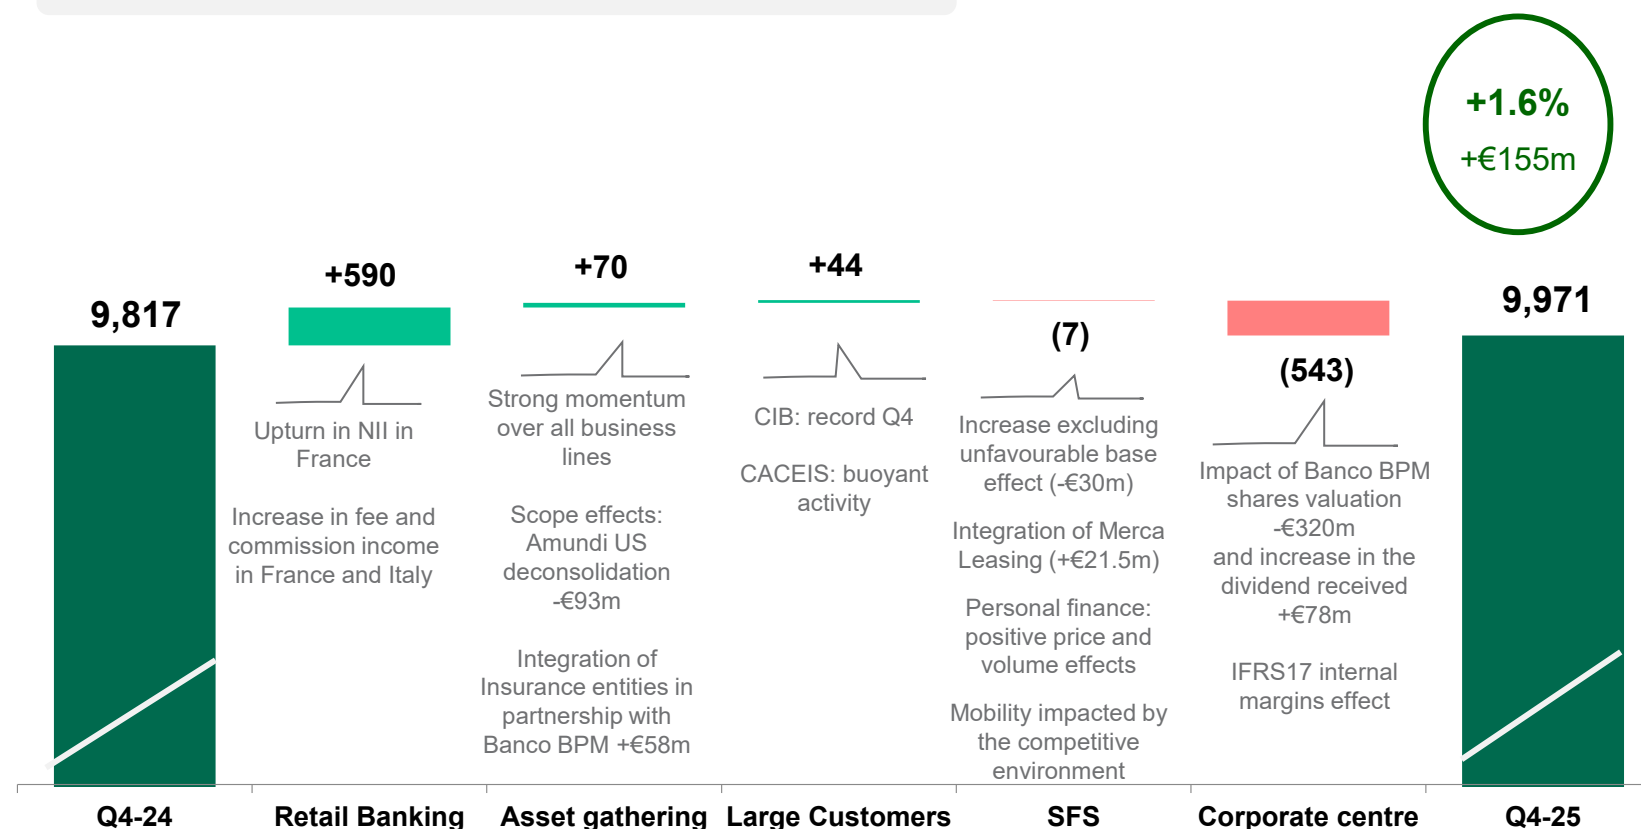 +1.6%
+€155m
9,817
+590
Upturn in NII in
France
Increase in fee and
commission income
in France and Italy
+70
Strong momentum
over all business
lines
Scope effects:
Amundi US
deconsolidation
-€93m
Integration of
Insurance entities in
partnership with
Banco BPM +€58m
+44
CIB: record Q4
CACEIS: buoyant
activity
(7)
Increase excluding
unfavourable base
effect (-€30m)
Integration of Merca
Leasing (+€21.5m)
Personal finance:
positive price and
volume effects
Mobility impacted by
the competitive
environment
(543)
Impact of Banco BPM
shares valuation
-€320m
and increase in the
dividend received
+€78m
IFRS17 internal
margins effect
9,971
Q4-24
Retail Banking
Asset gathering
Large Customers
SFS
Corporate centre
Q4-25